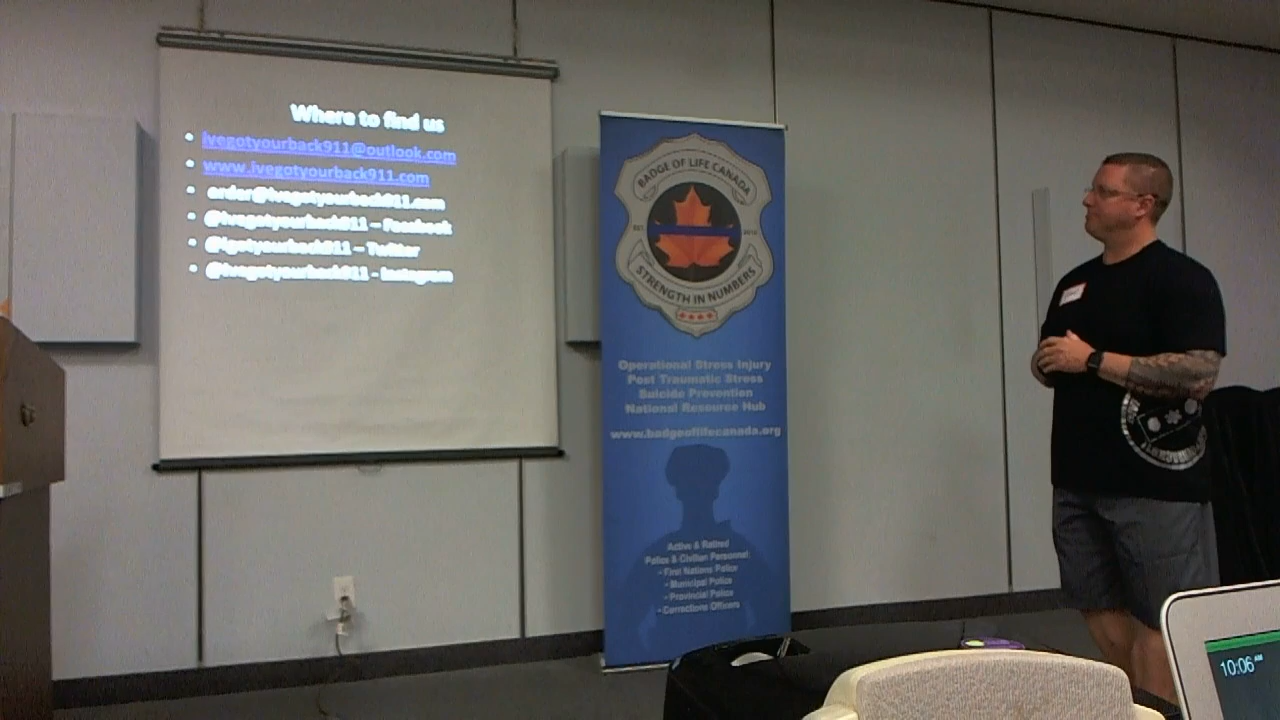 Where to find us
• ivegotyourback911@outlook.com
• www.ivegotyourback911.com
• order@ivegotyourback911.com
• @ivegotyourback911 – Facebook
• @igotyourback911 – Twitter
• @ivegotyourback911 - Instagram
BADGE OF LIFE CANADA
EST.
STRENGTH IN NUMBERS
Operational Stress Injury
Post Traumatic Stress
Suicide Prevention
National Resource Hub
www.badgeoflifecanada.org
Active & Retired
Police & Civilian Personnel:
- First Nations Police
- Municipal Police
- Provincial Police
- Corrections Officers
10:06 AM